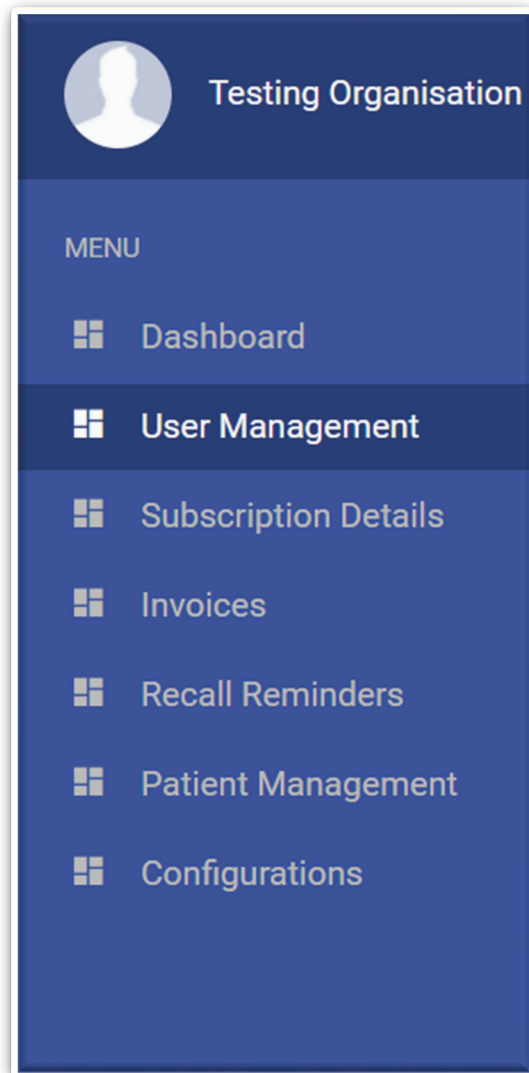 Testing Organisation
MENU
Dashboard
User Management
Subscription Details
Invoices
Recall Reminders
Patient Management
Configurations